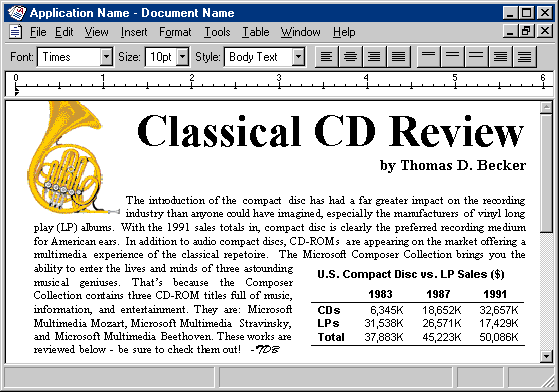 Application Name - Document Name
File Edit View Insert Format Tools Table Window Help
Font: Times Size: 10pt Style: Body Text
0 1 2 3 4 5 6
Classical CD Review
by Thomas D. Becker
The introduction of the compact disc has had a far greater impact on the recording
industry than anyone could have imagined, especially the manufacturers of vinyl long
play (LP) albums. With the 1991 sales totals in, compact disc is clearly the preferred recording medium
for American ears. In addition to audio compact discs, CD-ROMs are appearing on the market offering a
multimedia experience of the classical repetoire. The Microsoft Composer Collection brings you the
ability to enter the lives and minds of three astounding
musical geniuses. That's because the Composer
Collection contains three CD-ROM titles full of music,
information, and entertainment. They are: Microsoft
Multimedia Mozart, Microsoft Multimedia Stravinsky,
and Microsoft Multimedia Beethoven. These works are
reviewed below - be sure to check them out! -TDB
U.S. Compact Disc vs. LP Sales ($)
1983 1987 1991
CDs 6,345K 18,652K 32,657K
LPs 31,538K 26,571K 17,429K
Total 37,883K 45,223K 50,086K